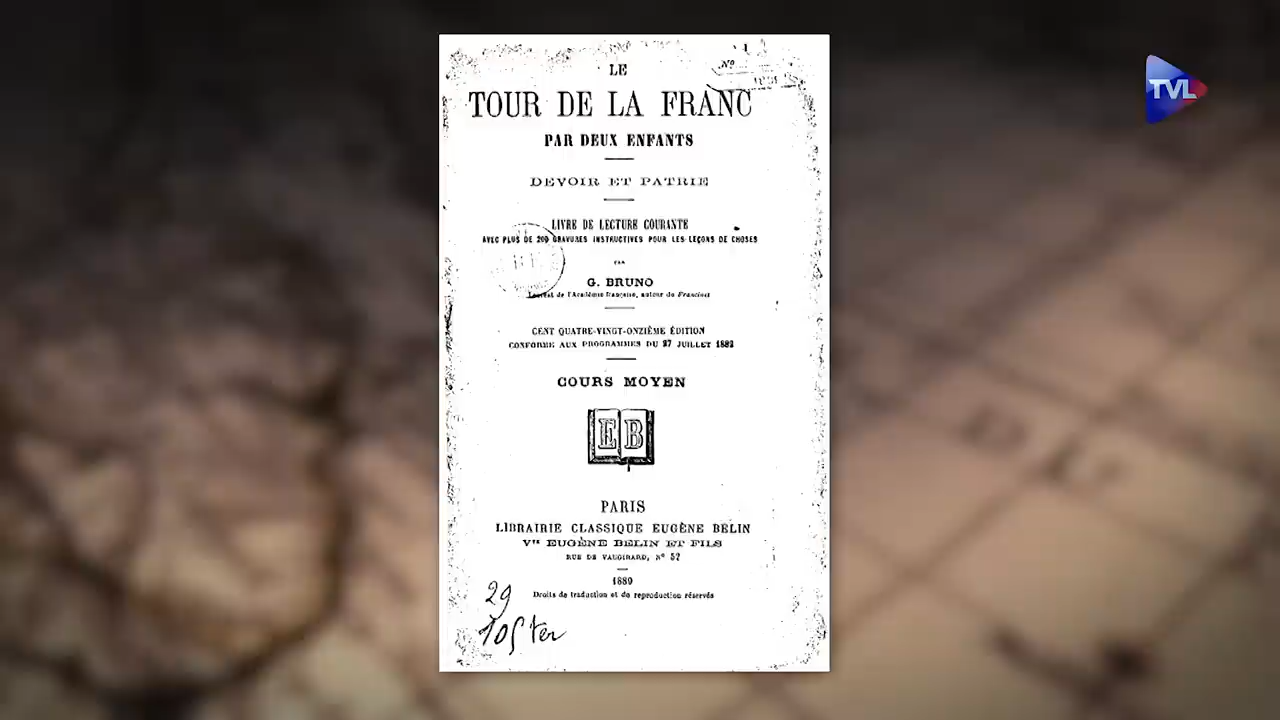 TVL
Nº
LE
TOUR DE LA FRANC
PAR DEUX ENFANTS
DEVOIR ET PATRIE
LIVRE DE LECTURE COURANTE
AVEC PLUS DE 200 GRAVURES INSTRUCTIVES POUR LES LEÇONS DE CHOSES
PAR
G. BRUNO
Lauréat de l'Académie française, auteur de Francinet
CENT QUATRE-VINGT-ONZIÈME ÉDITION
CONFORME AUX PROGRAMMES DU 27 JUILLET 1882
COURS MOYEN
EB
PARIS
LIBRAIRIE CLASSIQUE EUGÈNE BELIN
Vve EUGÈNE BELIN ET FILS
RUE DE VAUGIRARD, Nº 52
1889
Droits de traduction et de reproduction réservés
29
105 ter